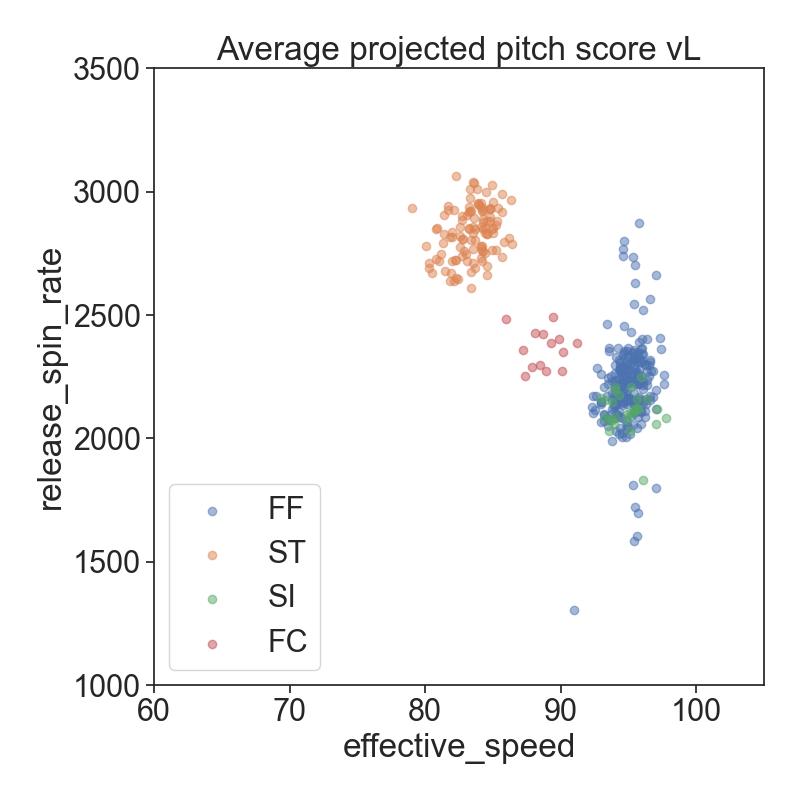 Average projected pitch score vL
3500
3000
2500
2000
1500
1000
release_spin_rate
FF
ST
SI
FC
60 70 80 90 100
effective_speed